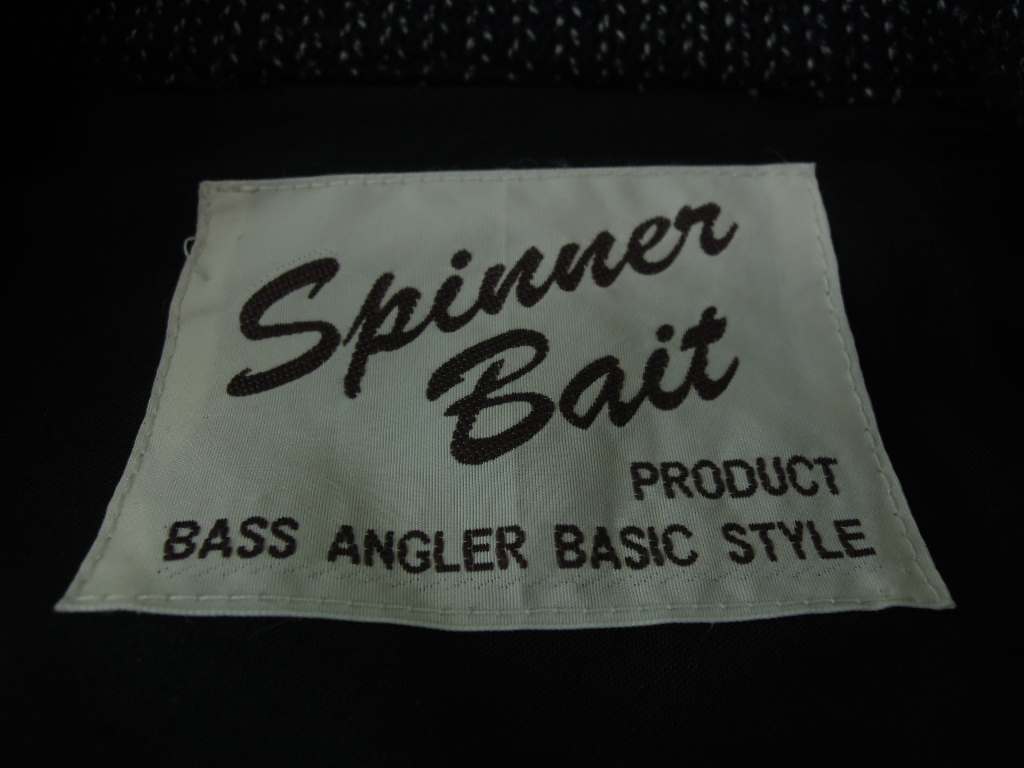 Spinner
Bait
PRODUCT
BASS ANGLER BASIC STYLE